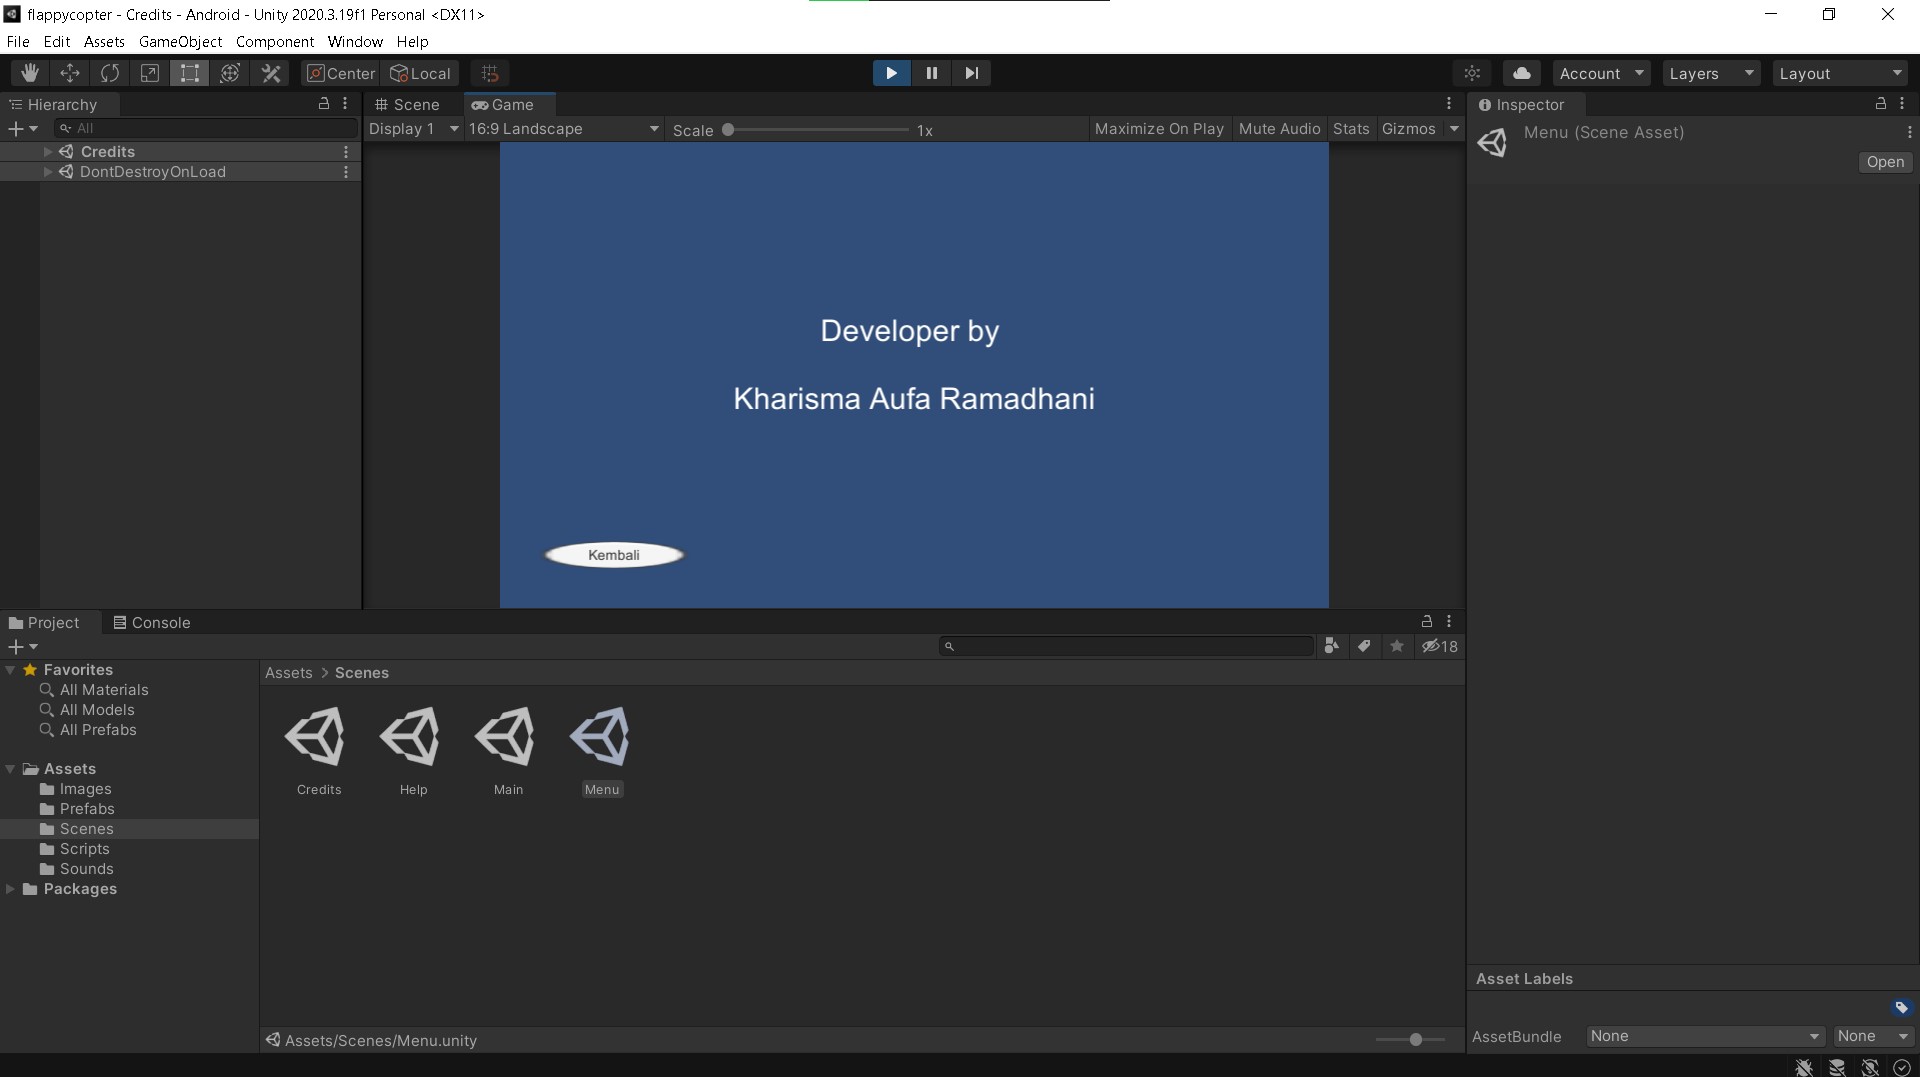 flappycopter - Credits - Android - Unity 2020.3.19f1 Personal <DX11>
File Edit Assets GameObject Component Window Help
Center Local Account Layers Layout
Hierarchy
All
Credits
DontDestroyOnLoad
Scene Game
Display 1 16:9 Landscape Scale 1x Maximize On Play Mute Audio Stats Gizmos
Developer by
Kharisma Aufa Ramadhani
Kembali
Inspector
Menu (Scene Asset)
Open
Project Console
18
Favorites
All Materials
All Models
All Prefabs
Assets
Images
Prefabs
Scenes
Scripts
Sounds
Packages
Assets > Scenes
Credits Help Main Menu
Assets/Scenes/Menu.unity
Asset Labels
AssetBundle None None